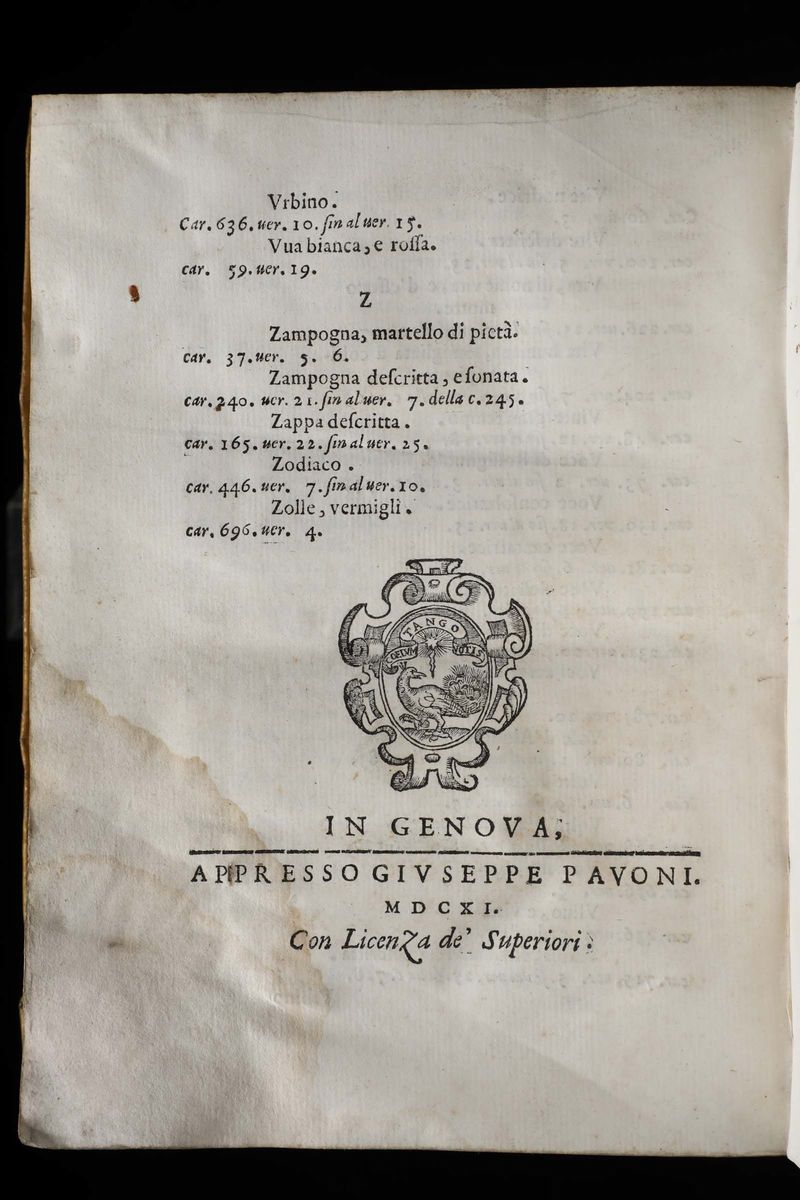 Vrbino.
Car. 636. uer. 10. fin al uer. 15.
Vua bianca, e roſſa.
car. 59. uer. 19.
Z
Zampogna, martello di pietà.
car. 37. uer. 5. 6.
Zampogna deſcritta, e ſonata.
car. 240. uer. 21. fin al uer. 7. della c. 245.
Zappa deſcritta.
car. 165. uer. 22. fin al uer. 25.
Zodiaco.
car. 446. uer. 7. fin al uer. 10.
Zolle, vermigli.
car. 696. uer. 4.
TANGO
VOTIS
IN GENOVA,
APPRESSO GIVSEPPE PAVONI.
MDCXI.
Con Licenza de' Superiori.